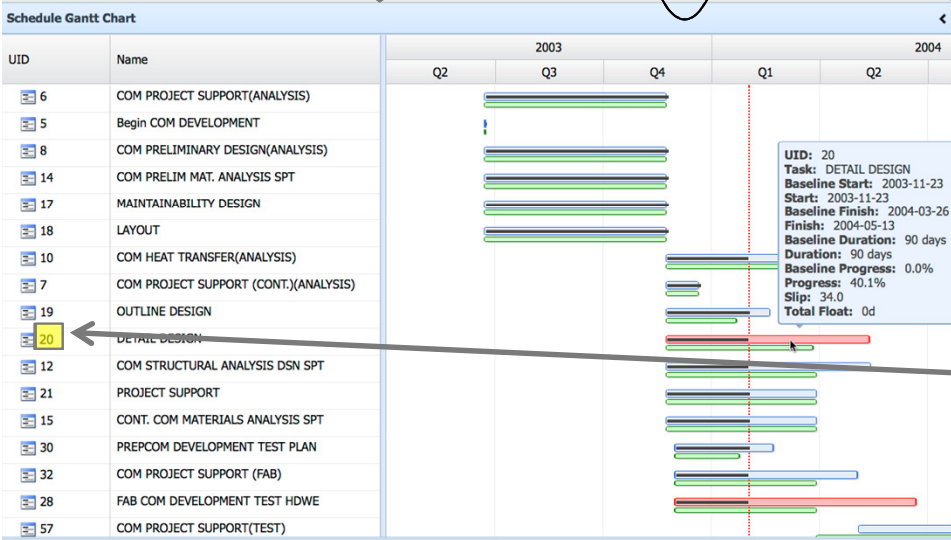 Schedule Gantt Chart
UID Name 2003 2004
Q2 Q3 Q4 Q1 Q2
6 COM PROJECT SUPPORT(ANALYSIS)
5 Begin COM DEVELOPMENT
8 COM PRELIMINARY DESIGN(ANALYSIS)
14 COM PRELIM MAT. ANALYSIS SPT
17 MAINTAINABILITY DESIGN
18 LAYOUT
10 COM HEAT TRANSFER(ANALYSIS)
7 COM PROJECT SUPPORT (CONT.)(ANALYSIS)
19 OUTLINE DESIGN
20 DETAIL DESIGN
12 COM STRUCTURAL ANALYSIS DSN SPT
21 PROJECT SUPPORT
15 CONT. COM MATERIALS ANALYSIS SPT
30 PREPCOM DEVELOPMENT TEST PLAN
32 COM PROJECT SUPPORT (FAB)
28 FAB COM DEVELOPMENT TEST HDWE
57 COM PROJECT SUPPORT(TEST)
UID: 20
Task: DETAIL DESIGN
Baseline Start: 2003-11-23
Start: 2003-11-23
Baseline Finish: 2004-03-26
Finish: 2004-05-13
Baseline Duration: 90 days
Duration: 90 days
Baseline Progress: 0.0%
Progress: 40.1%
Slip: 34.0
Total Float: 0d